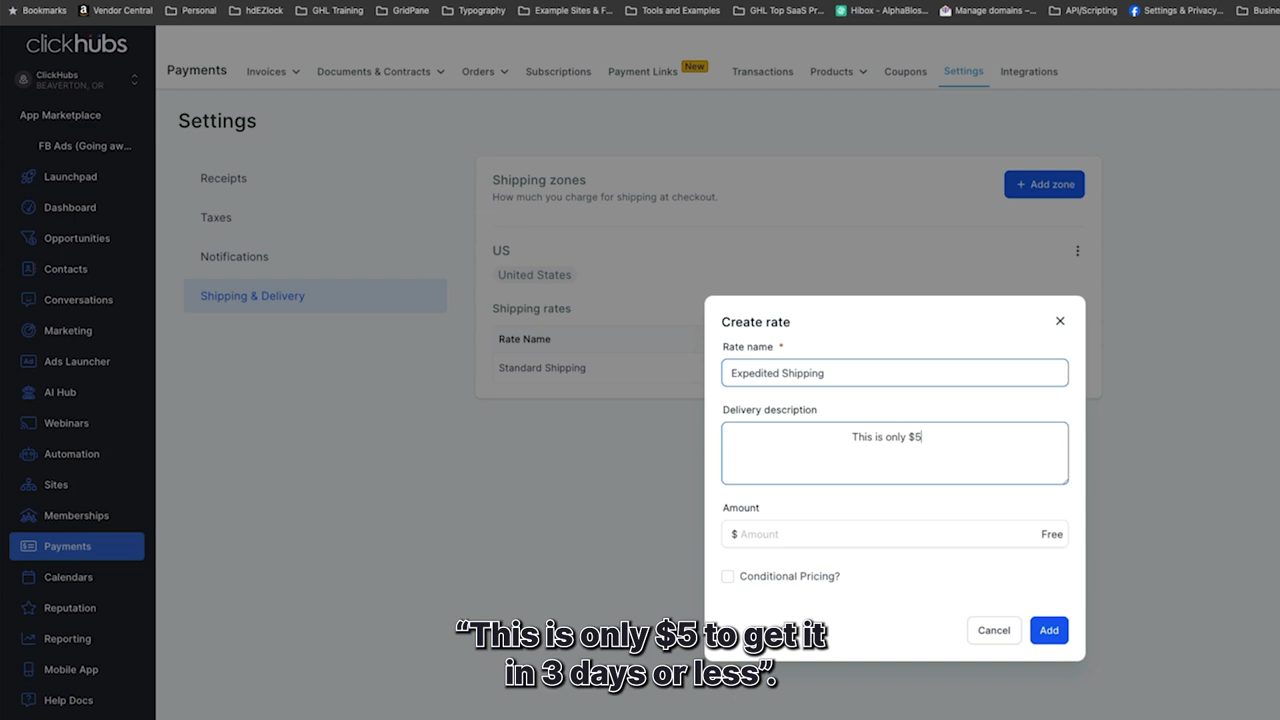 Bookmarks Vendor Central Personal hdEZlock GHL Training GridPane Typography Example Sites & F... Tools and Examples GHL Top SaaS Pr... Hibox - AlphaBlos... Manage domains –... API/Scripting Settings & Privacy... Busine
clickhubs
ClickHubs
BEAVERTON, OR
App Marketplace
FB Ads (Going aw...
Launchpad
Dashboard
Opportunities
Contacts
Conversations
Marketing
Ads Launcher
AI Hub
Webinars
Automation
Sites
Memberships
Payments
Calendars
Reputation
Reporting
Mobile App
Help Docs
Payments Invoices Documents & Contracts Orders Subscriptions Payment Links New Transactions Products Coupons Settings Integrations
Settings
Receipts
Taxes
Notifications
Shipping & Delivery
Shipping zones
How much you charge for shipping at checkout.
+ Add zone
US
United States
Shipping rates
Rate Name
Standard Shipping
Create rate
Rate name *
Expedited Shipping
Delivery description
This is only $5
Amount
$ Amount Free
Conditional Pricing?
Cancel Add
“This is only $5 to get it
in 3 days or less”.